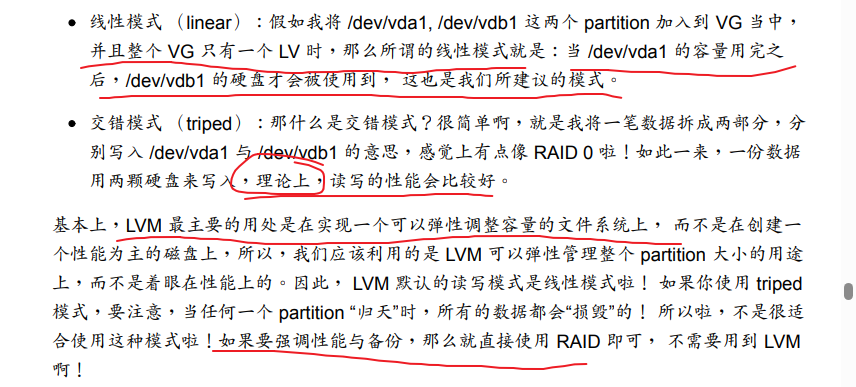 • 线性模式 (linear)：假如我将 /dev/vda1, /dev/vdb1 这两个 partition 加入到 VG 当中，
并且整个 VG 只有一个 LV 时，那么所谓的线性模式就是：当 /dev/vda1 的容量用完之
后，/dev/vdb1 的硬盘才会被使用到， 这也是我们所建议的模式。
• 交错模式 (triped)：那什么是交错模式？很简单啊，就是我将一笔数据拆成两部分，分
别写入 /dev/vda1 与 /dev/vdb1 的意思，感觉上有点像 RAID 0 啦！如此一来，一份数据
用两颗硬盘来写入，理论上，读写的性能会比较好。
基本上，LVM 最主要的用处是在实现一个可以弹性调整容量的文件系统上， 而不是在创建一
个性能为主的磁盘上，所以，我们应该利用的是 LVM 可以弹性管理整个 partition 大小的用途
上，而不是着眼在性能上的。因此， LVM 默认的读写模式是线性模式啦！ 如果你使用 triped
模式，要注意，当任何一个 partition “归天”时，所有的数据都会“损毁”的！ 所以啦，不是很适
合使用这种模式啦！如果要强调性能与备份，那么就直接使用 RAID 即可， 不需要用到 LVM
啊！